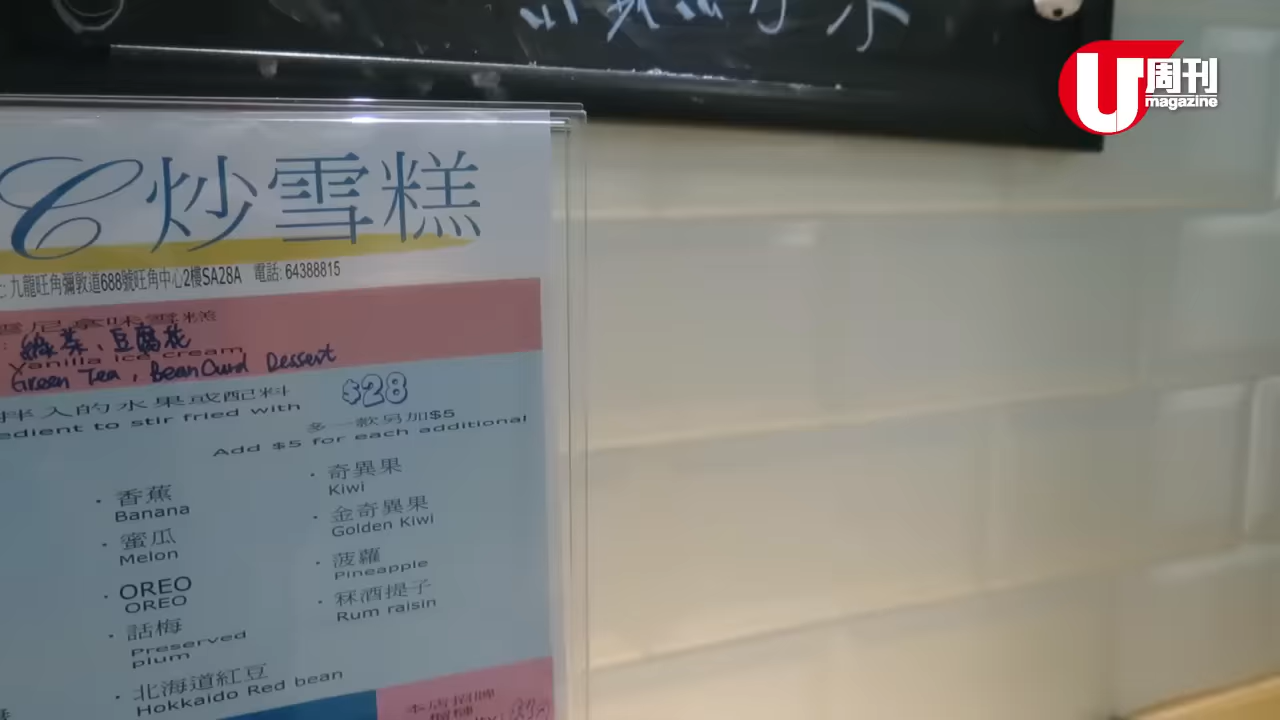 U周刊
magazine
C炒雪糕
: 九龍旺角彌敦道688號旺角中心2樓SA28A 電話: 64388815
雲尼拿味雪糕
綠茶、豆腐花
Vanilla ice cream
Green Tea, Bean Curd Dessert
拌入的水果或配料
$28
edient to stir fried with
多一款另加$5
Add $5 for each additional
· 香蕉
Banana
· 蜜瓜
Melon
· OREO
OREO
· 話梅
Preserved
plum
· 北海道紅豆
Hokkaido Red bean
· 奇異果
Kiwi
· 金奇異果
Golden Kiwi
· 菠蘿
Pineapple
· 冧酒提子
Rum raisin
本店招牌